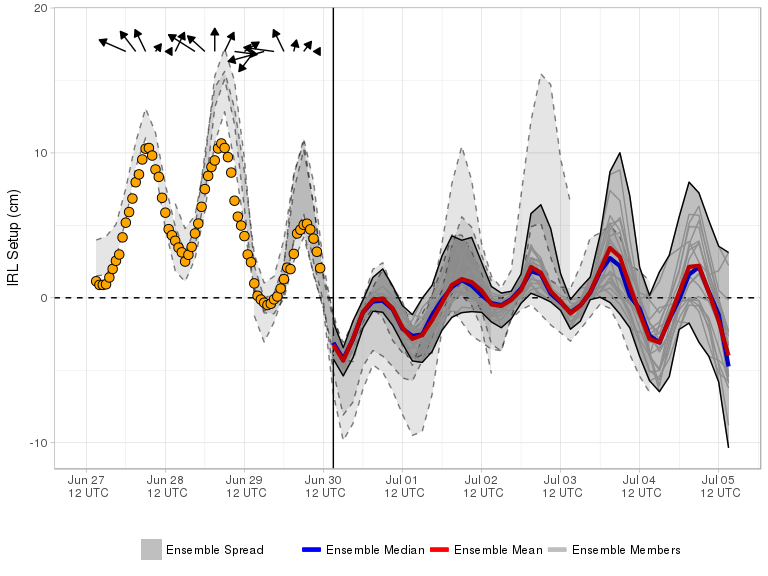 20
10
0
-10
IRL Setup (cm)
Jun 27 Jun 28 Jun 29 Jun 30 Jul 01 Jul 02 Jul 03 Jul 04 Jul 05
12 UTC 12 UTC 12 UTC 12 UTC 12 UTC 12 UTC 12 UTC 12 UTC 12 UTC
Ensemble Spread Ensemble Median Ensemble Mean Ensemble Members